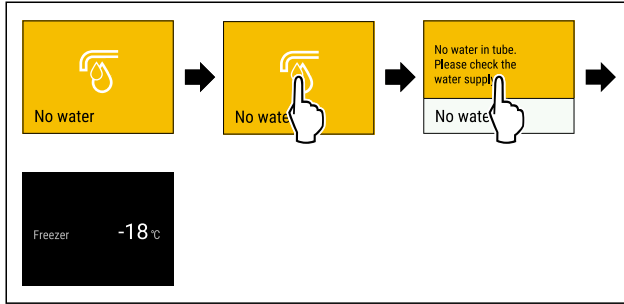 No water
No wate
No water in tube.
Please check the
water supply
No wate
Freezer -18 °C